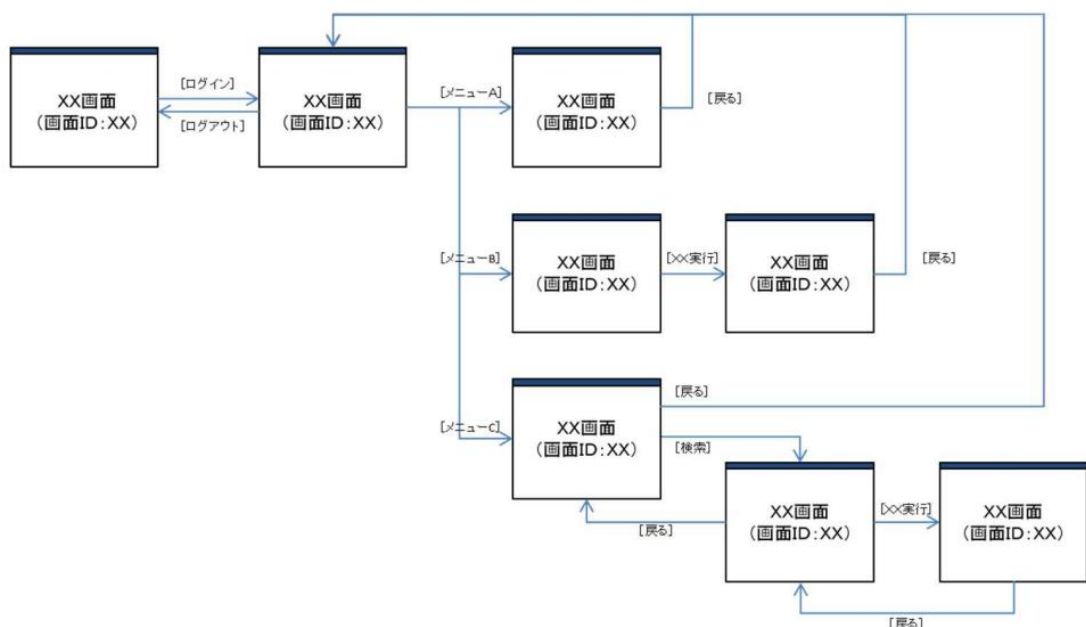 [ログイン]
[ログアウト]
XX画面
（画面ID：XX）
XX画面
（画面ID：XX）
[メニューA]
XX画面
（画面ID：XX）
[戻る]
[メニューB]
XX画面
（画面ID：XX）
[××実行]
XX画面
（画面ID：XX）
[戻る]
[メニューC]
XX画面
（画面ID：XX）
[戻る]
[検索]
[戻る]
XX画面
（画面ID：XX）
[××実行]
XX画面
（画面ID：XX）
[戻る]